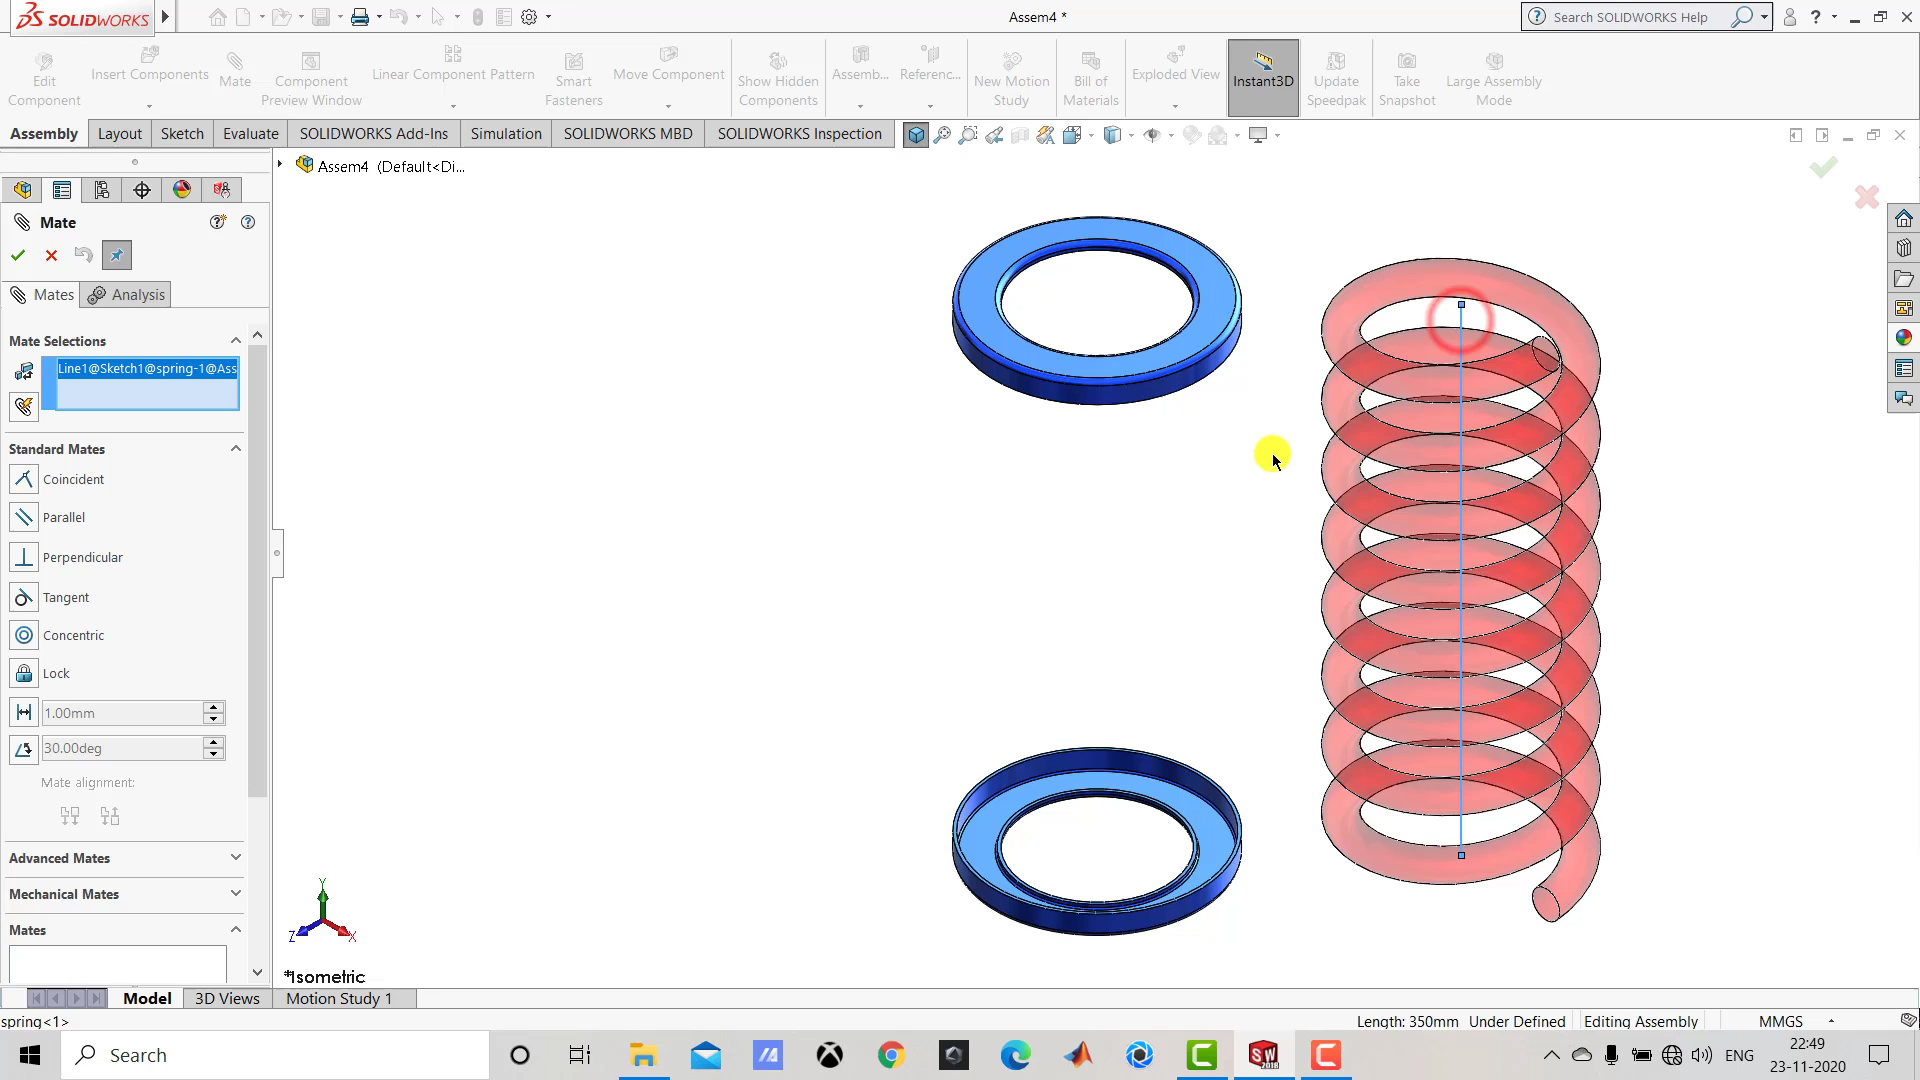 SOLIDWORKS
Assem4 *
Search SOLIDWORKS Help
Edit
Component
Insert Components
Mate
Component
Preview Window
Linear Component Pattern
Smart
Fasteners
Move Component
Show Hidden
Components
Assemb...
Referenc...
New Motion
Study
Bill of
Materials
Exploded View
Instant3D
Update
Speedpak
Take
Snapshot
Large Assembly
Mode
Assembly
Layout
Sketch
Evaluate
SOLIDWORKS Add-Ins
Simulation
SOLIDWORKS MBD
SOLIDWORKS Inspection
Assem4 (Default<Di...
Mate
Mates
Analysis
Mate Selections
Line1@Sketch1@spring-1@Ass
Standard Mates
Coincident
Parallel
Perpendicular
Tangent
Concentric
Lock
1.00mm
30.00deg
Mate alignment:
Advanced Mates
Mechanical Mates
Mates
Y
Z
X
*Isometric
Model
3D Views
Motion Study 1
spring<1>
Length: 350mm
Under Defined
Editing Assembly
MMGS
Search
SW
2018
ENG
22:49
23-11-2020